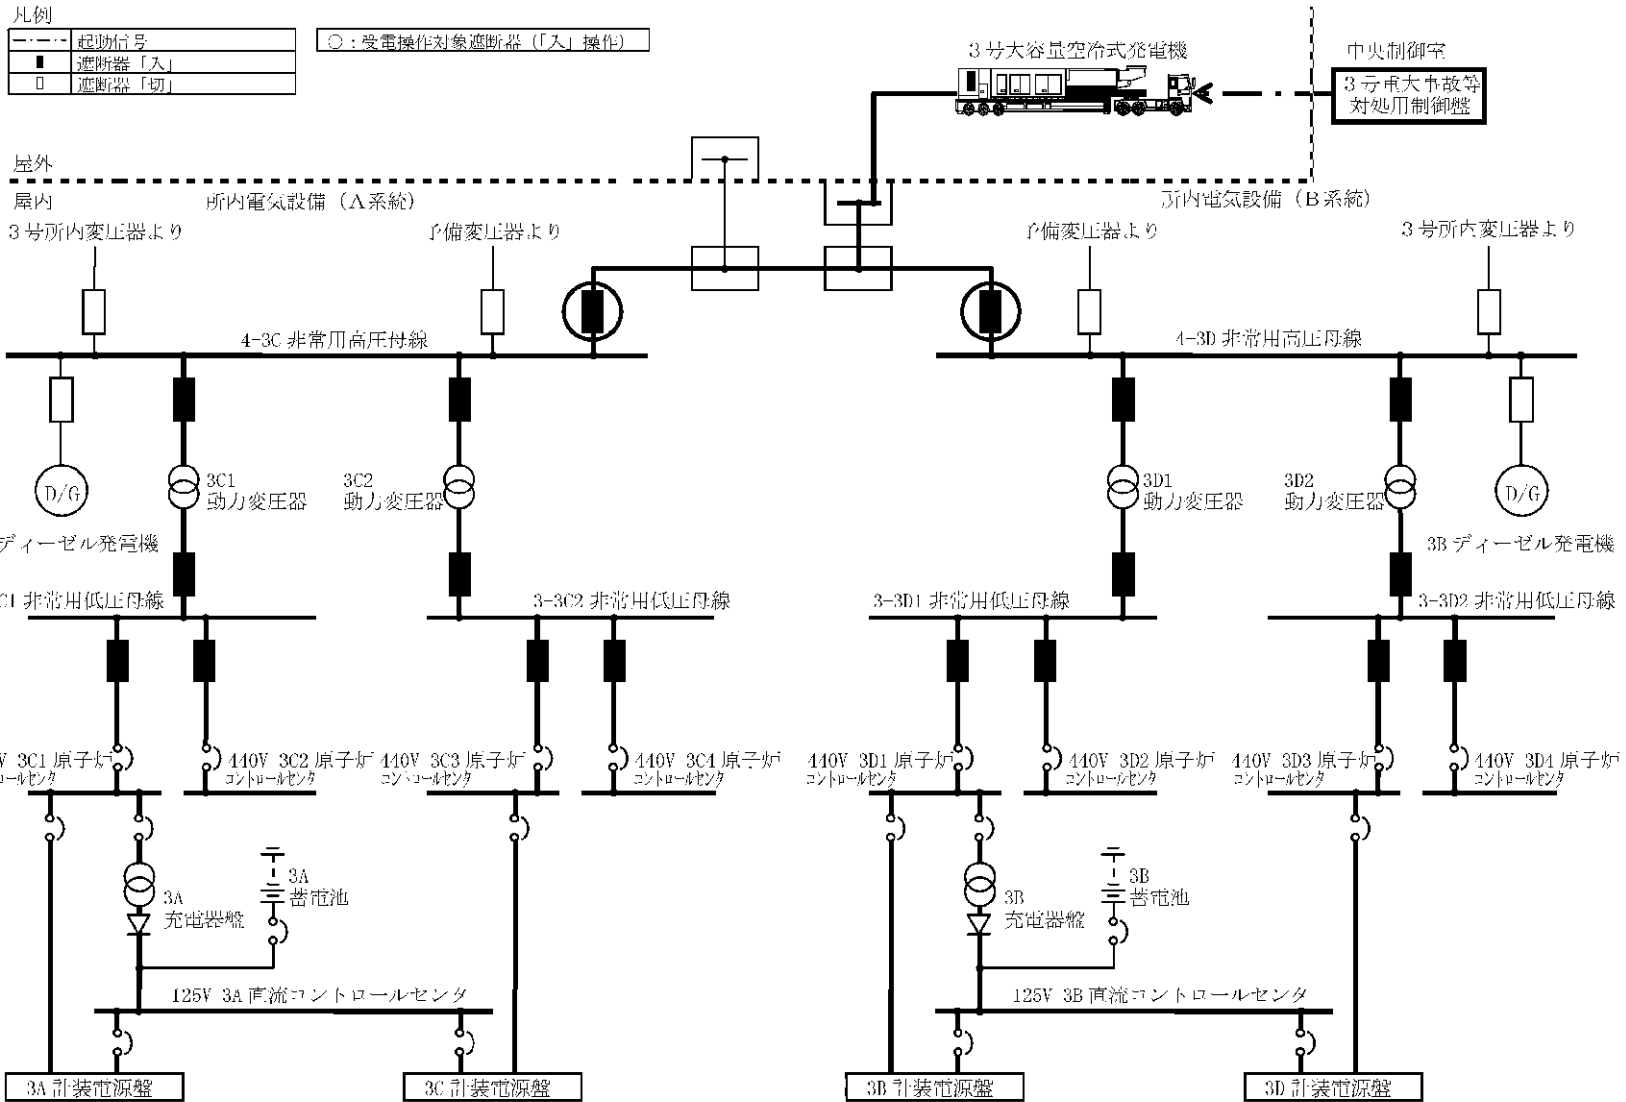 凡例
起動信号
遮断器「入」
遮断器「切」
○：受電操作対象遮断器（「入」操作）
3号大容量空冷式発電機
中央制御室
3号重大事故等
対処用制御盤
屋外
屋内
所内電気設備（A系統）
所内電気設備（B系統）
3号所内変圧器より
予備変圧器より
予備変圧器より
3号所内変圧器より
4-3C 非常用高圧母線
4-3D 非常用高圧母線
D/G
3C1
動力変圧器
3C2
動力変圧器
3D1
動力変圧器
3D2
動力変圧器
D/G
ディーゼル発電機
3B ディーゼル発電機
C1 非常用低圧母線
3-3C2 非常用低圧母線
3-3D1 非常用低圧母線
3-3D2 非常用低圧母線
V 3C1 原子炉
ロールセンタ
440V 3C2 原子炉
コントロールセンタ
440V 3C3 原子炉
コントロールセンタ
440V 3C4 原子炉
コントロールセンタ
440V 3D1 原子炉
コントロールセンタ
440V 3D2 原子炉
コントロールセンタ
440V 3D3 原子炉
コントロールセンタ
440V 3D4 原子炉
コントロールセンタ
3A
充電器盤
3A
蓄電池
3B
充電器盤
3B
蓄電池
125V 3A 直流コントロールセンタ
125V 3B 直流コントロールセンタ
3A 計装電源盤
3C 計装電源盤
3B 計装電源盤
3D 計装電源盤